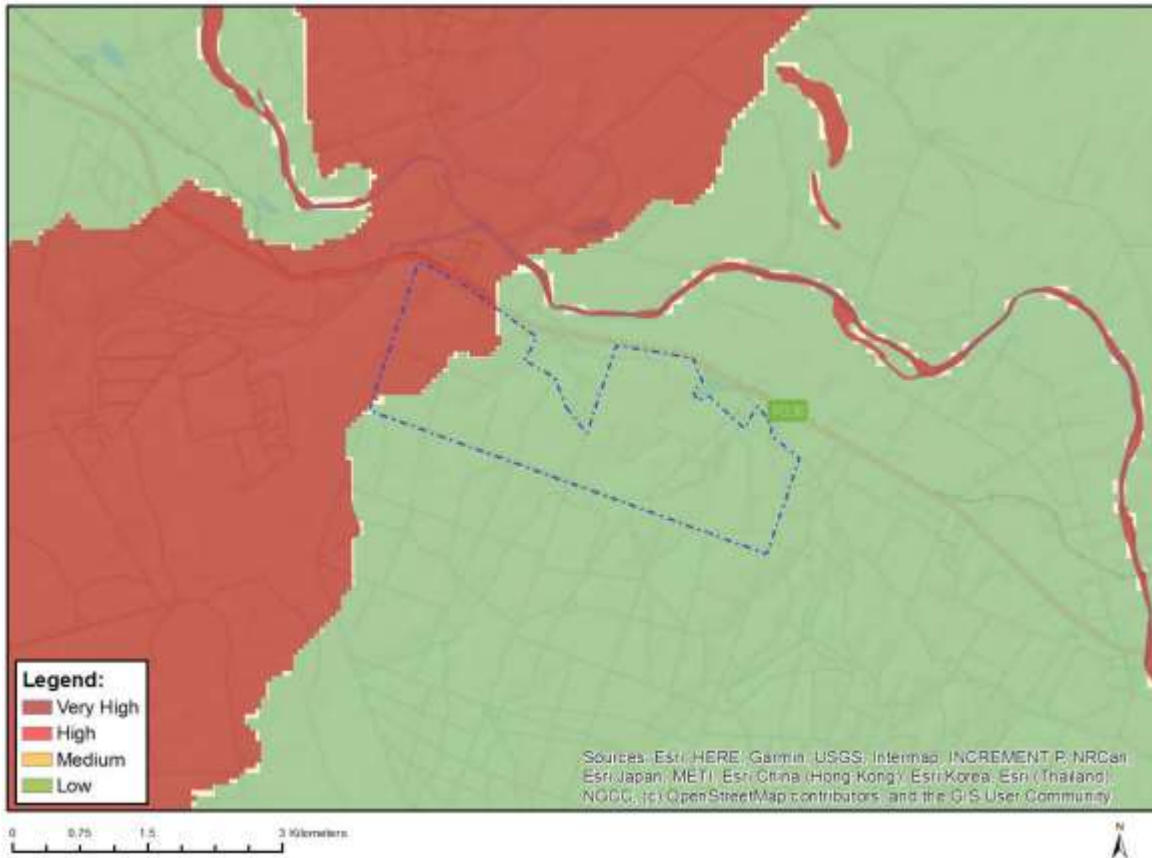 Legend:
Very High
High
Medium
Low
Sources: Esri, HERE, Garmin, USGS, Intermap, INCREMENT P, NRCan,
Esri Japan, METI, Esri China (Hong Kong), Esri Korea, Esri (Thailand),
NGCC, (c) OpenStreetMap contributors, and the GIS User Community
0 0.75 1.5 3 Kilometers
N